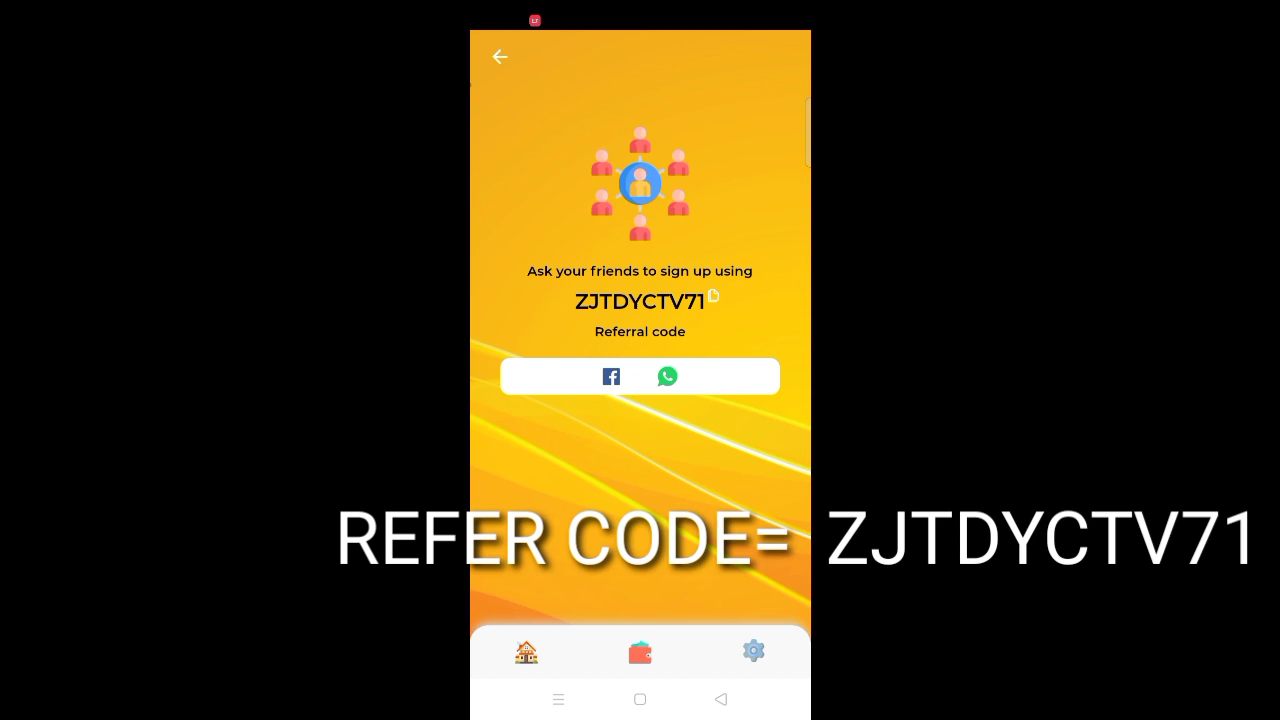 Ask your friends to sign up using
ZJTDYCTV71
Referral code
REFER CODE= ZJTDYCTV71